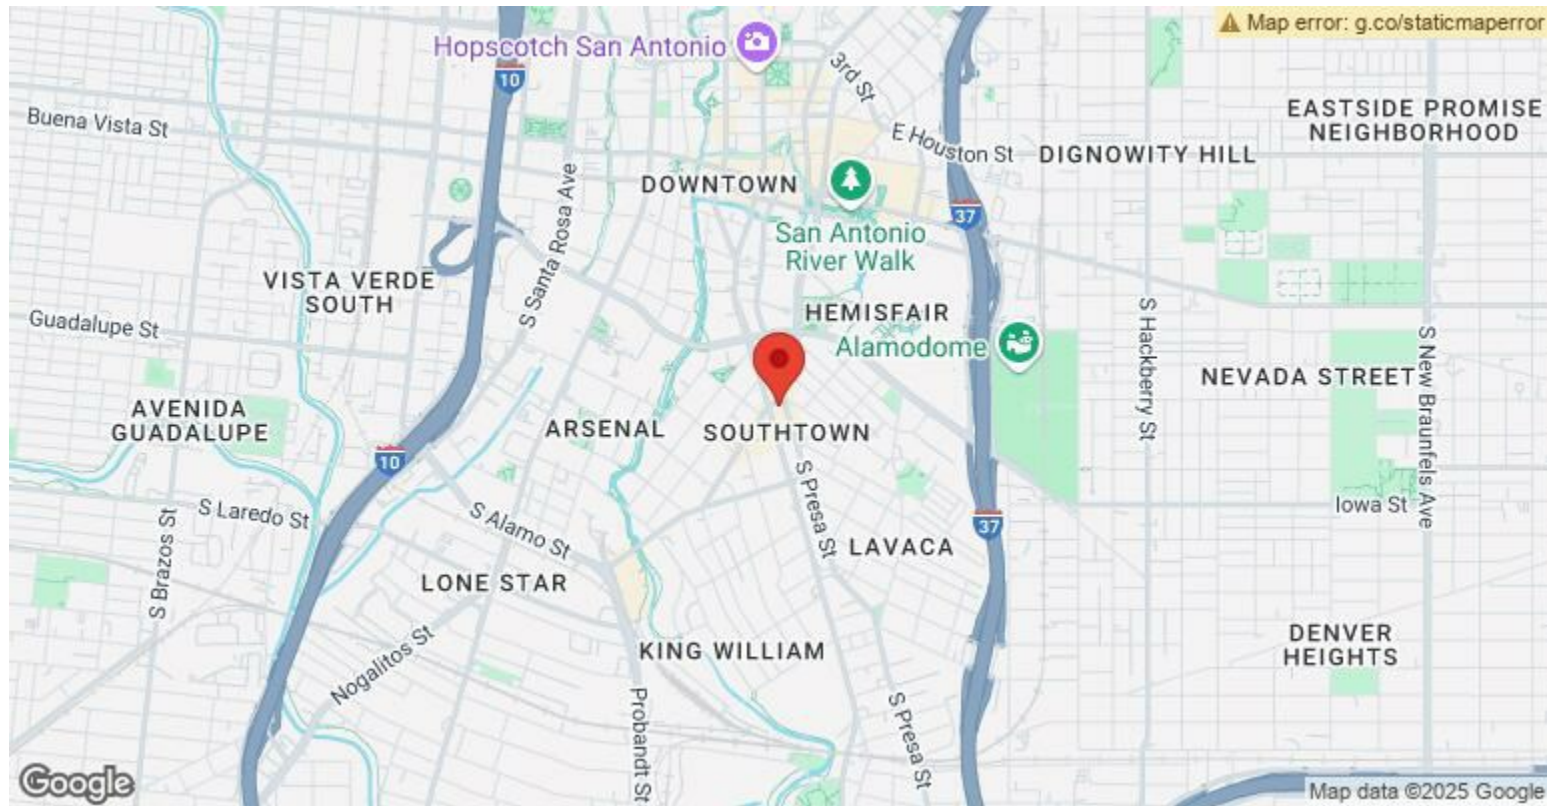 Map error: g.co/staticmaperror
Hopscotch San Antonio
10
3rd St
Buena Vista St
EASTSIDE PROMISE
NEIGHBORHOOD
E Houston St
DIGNOWITY HILL
DOWNTOWN
37
San Antonio
River Walk
S Santa Rosa Ave
VISTA VERDE
SOUTH
Guadalupe St
HEMISFAIR
Alamodome
S Hackberry St
NEVADA STREET
S New Braunfels Ave
AVENIDA
GUADALUPE
ARSENAL
SOUTHTOWN
10
S Presa St
S Laredo St
S Alamo St
Iowa St
37
S Brazos St
LAVACA
LONE STAR
KING WILLIAM
DENVER
HEIGHTS
Nogalitos St
Probandt St
S Presa St
Google
Map data ©2025 Google